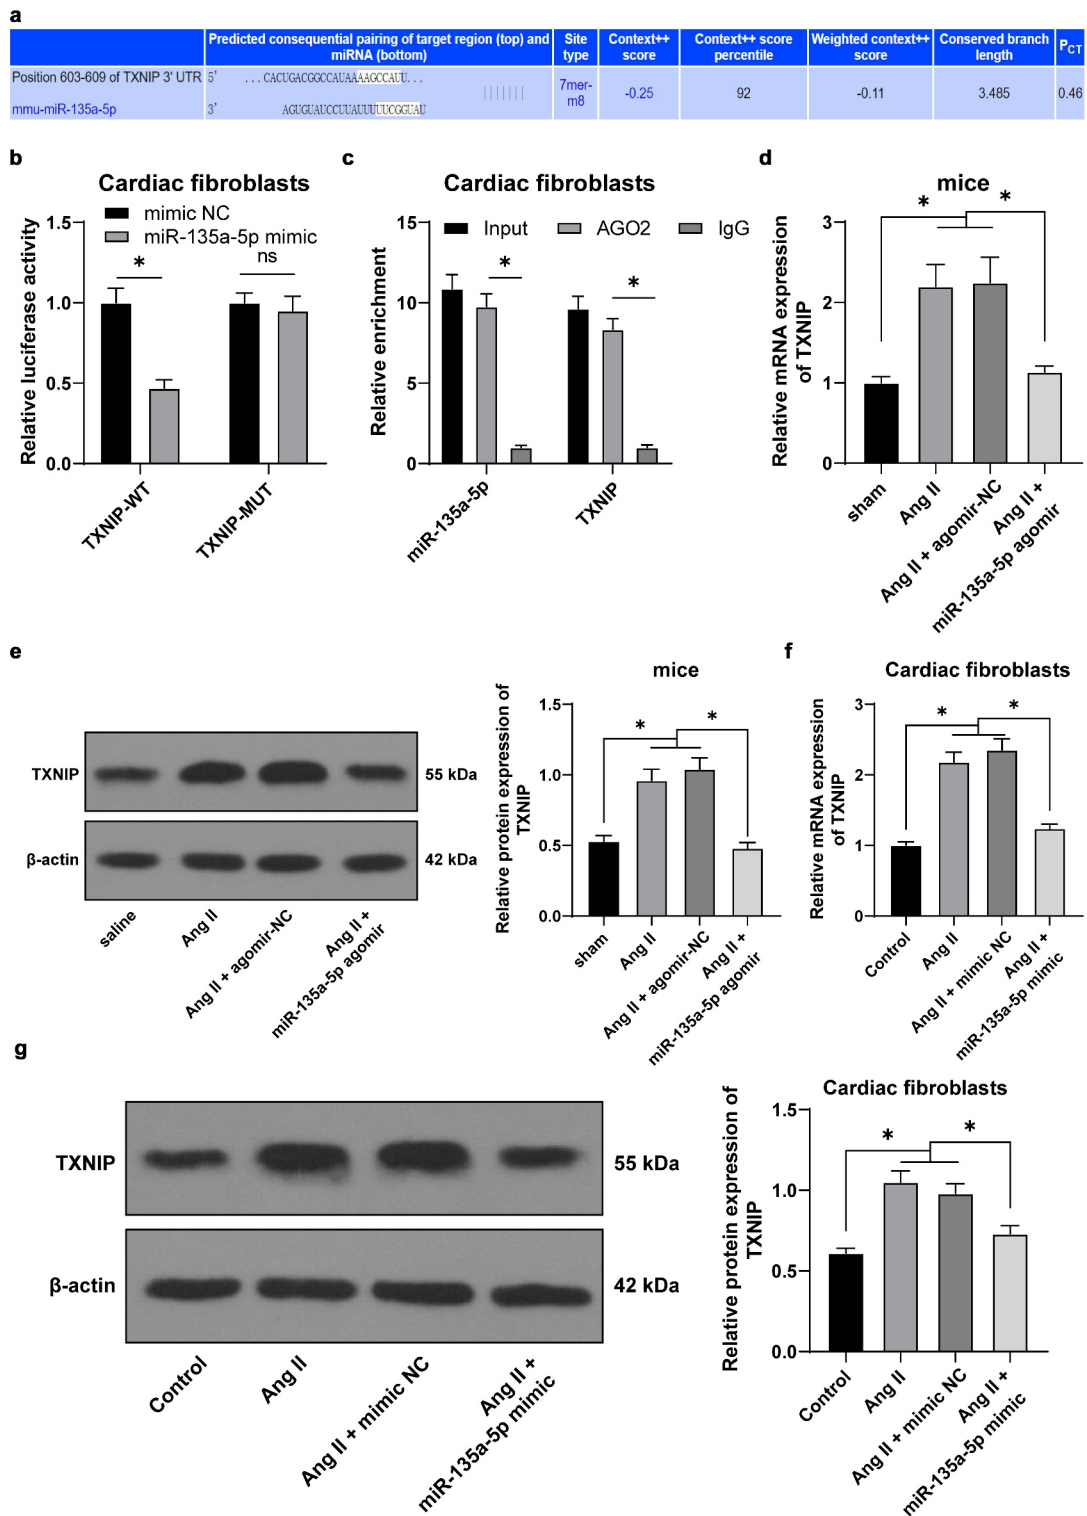 a
Predicted consequential pairing of target region (top) and miRNA (bottom)
Site type
Context++ score
Context++ score percentile
Weighted context++ score
Conserved branch length
PCT
Position 603-609 of TXNIP 3' UTR 5' ...CACUGACGGCCAUAAAAGCCAUU...
mmu-miR-135a-5p 3' AGUGUAUCCUUAUUUUUCGGUAU
7mer-m8
-0.25
92
-0.11
3.485
0.46
b
Cardiac fibroblasts
mimic NC
miR-135a-5p mimic
Relative luciferase activity
1.5
1.0
0.5
0.0
*
ns
TXNIP-WT
TXNIP-MUT
c
Cardiac fibroblasts
Input
AGO2
IgG
Relative enrichment
15
10
5
0
*
*
miR-135a-5p
TXNIP
d
mice
Relative mRNA expression
of TXNIP
3
2
1
0
*
*
sham
Ang II
Ang II + agomir-NC
Ang II +
miR-135a-5p agomir
e
TXNIP
55 kDa
β-actin
42 kDa
saline
Ang II
Ang II + agomir-NC
Ang II +
miR-135a-5p agomir
mice
Relative protein expression of
TXNIP
1.5
1.0
0.5
0.0
*
*
sham
Ang II
Ang II + agomir-NC
Ang II +
miR-135a-5p agomir
f
Cardiac fibroblasts
Relative mRNA expression
of TXNIP
3
2
1
0
*
*
Control
Ang II
Ang II + mimic NC
Ang II +
miR-135a-5p mimic
g
TXNIP
55 kDa
β-actin
42 kDa
Control
Ang II
Ang II + mimic NC
Ang II +
miR-135a-5p mimic
Cardiac fibroblasts
Relative protein expression of
TXNIP
1.5
1.0
0.5
0.0
*
*
Control
Ang II
Ang II + mimic NC
Ang II +
miR-135a-5p mimic